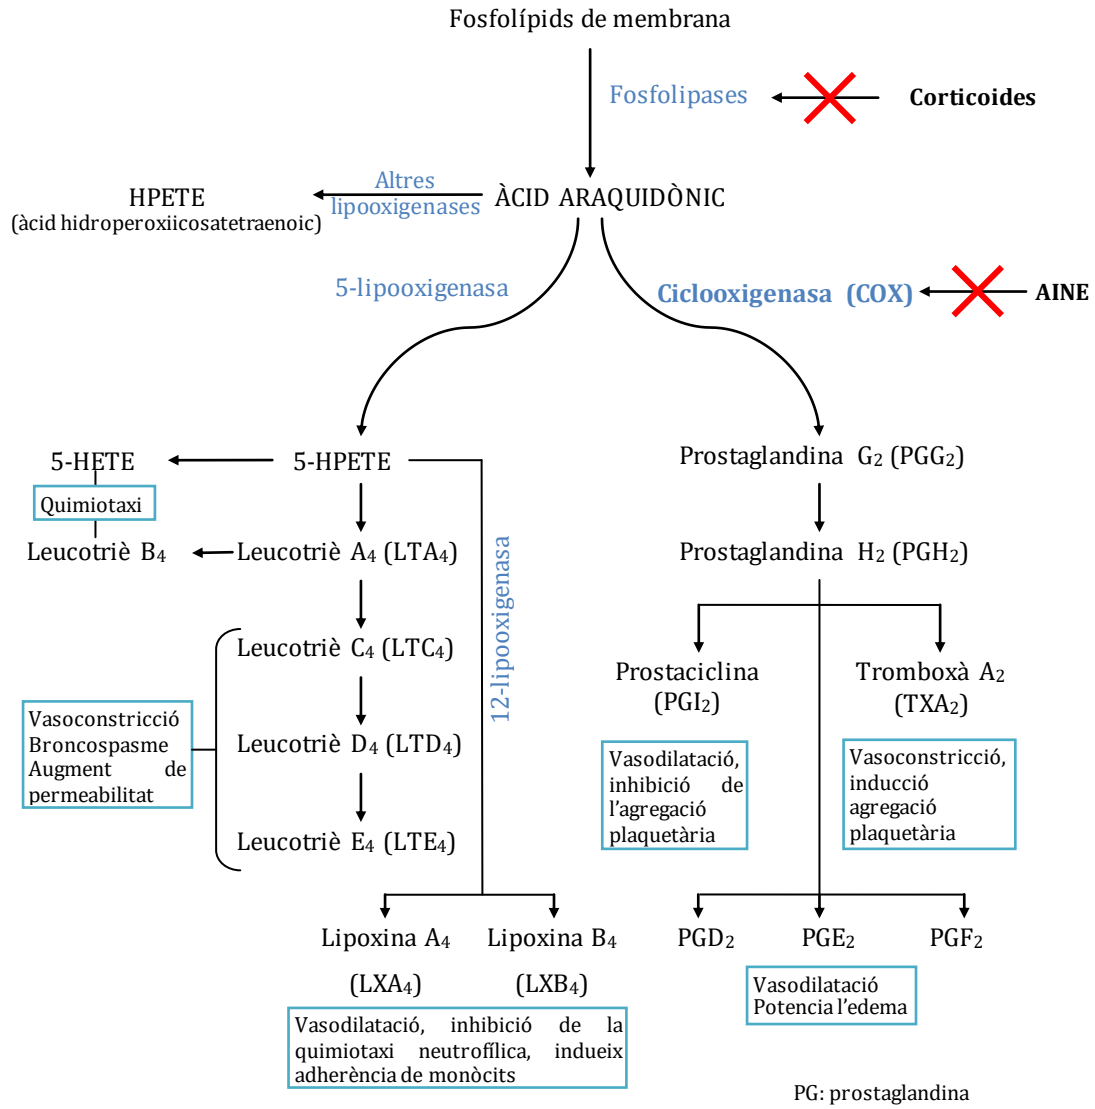 Fosfolípids de membrana
Fosfolipases
Corticoides
HPETE
(àcid hidroperoxiicosatetraenoic)
Altres
lipooxigenases
ÀCID ARAQUIDÒNIC
5-lipooxigenasa
Ciclooxigenasa (COX)
AINE
5-HETE
5-HPETE
Prostaglandina G₂ (PGG₂)
Quimiotaxi
Leucotriè B₄
Leucotriè A₄ (LTA₄)
Prostaglandina H₂ (PGH₂)
12-lipooxigenasa
Leucotriè C₄ (LTC₄)
Prostaciclina
(PGI₂)
Tromboxà A₂
(TXA₂)
Vasoconstricció
Broncospasme
Augment de
permeabilitat
Leucotriè D₄ (LTD₄)
Vasodilatació,
inhibició de
l’agregació
plaquetària
Vasoconstricció,
inducció
agregació
plaquetària
Leucotriè E₄ (LTE₄)
Lipoxina A₄
(LXA₄)
Lipoxina B₄
(LXB₄)
PGD₂
PGE₂
PGF₂
Vasodilatació
Potencia l’edema
Vasodilatació, inhibició de la
quimiotaxi neutrofílica, indueix
adherència de monòcits
PG: prostaglandina